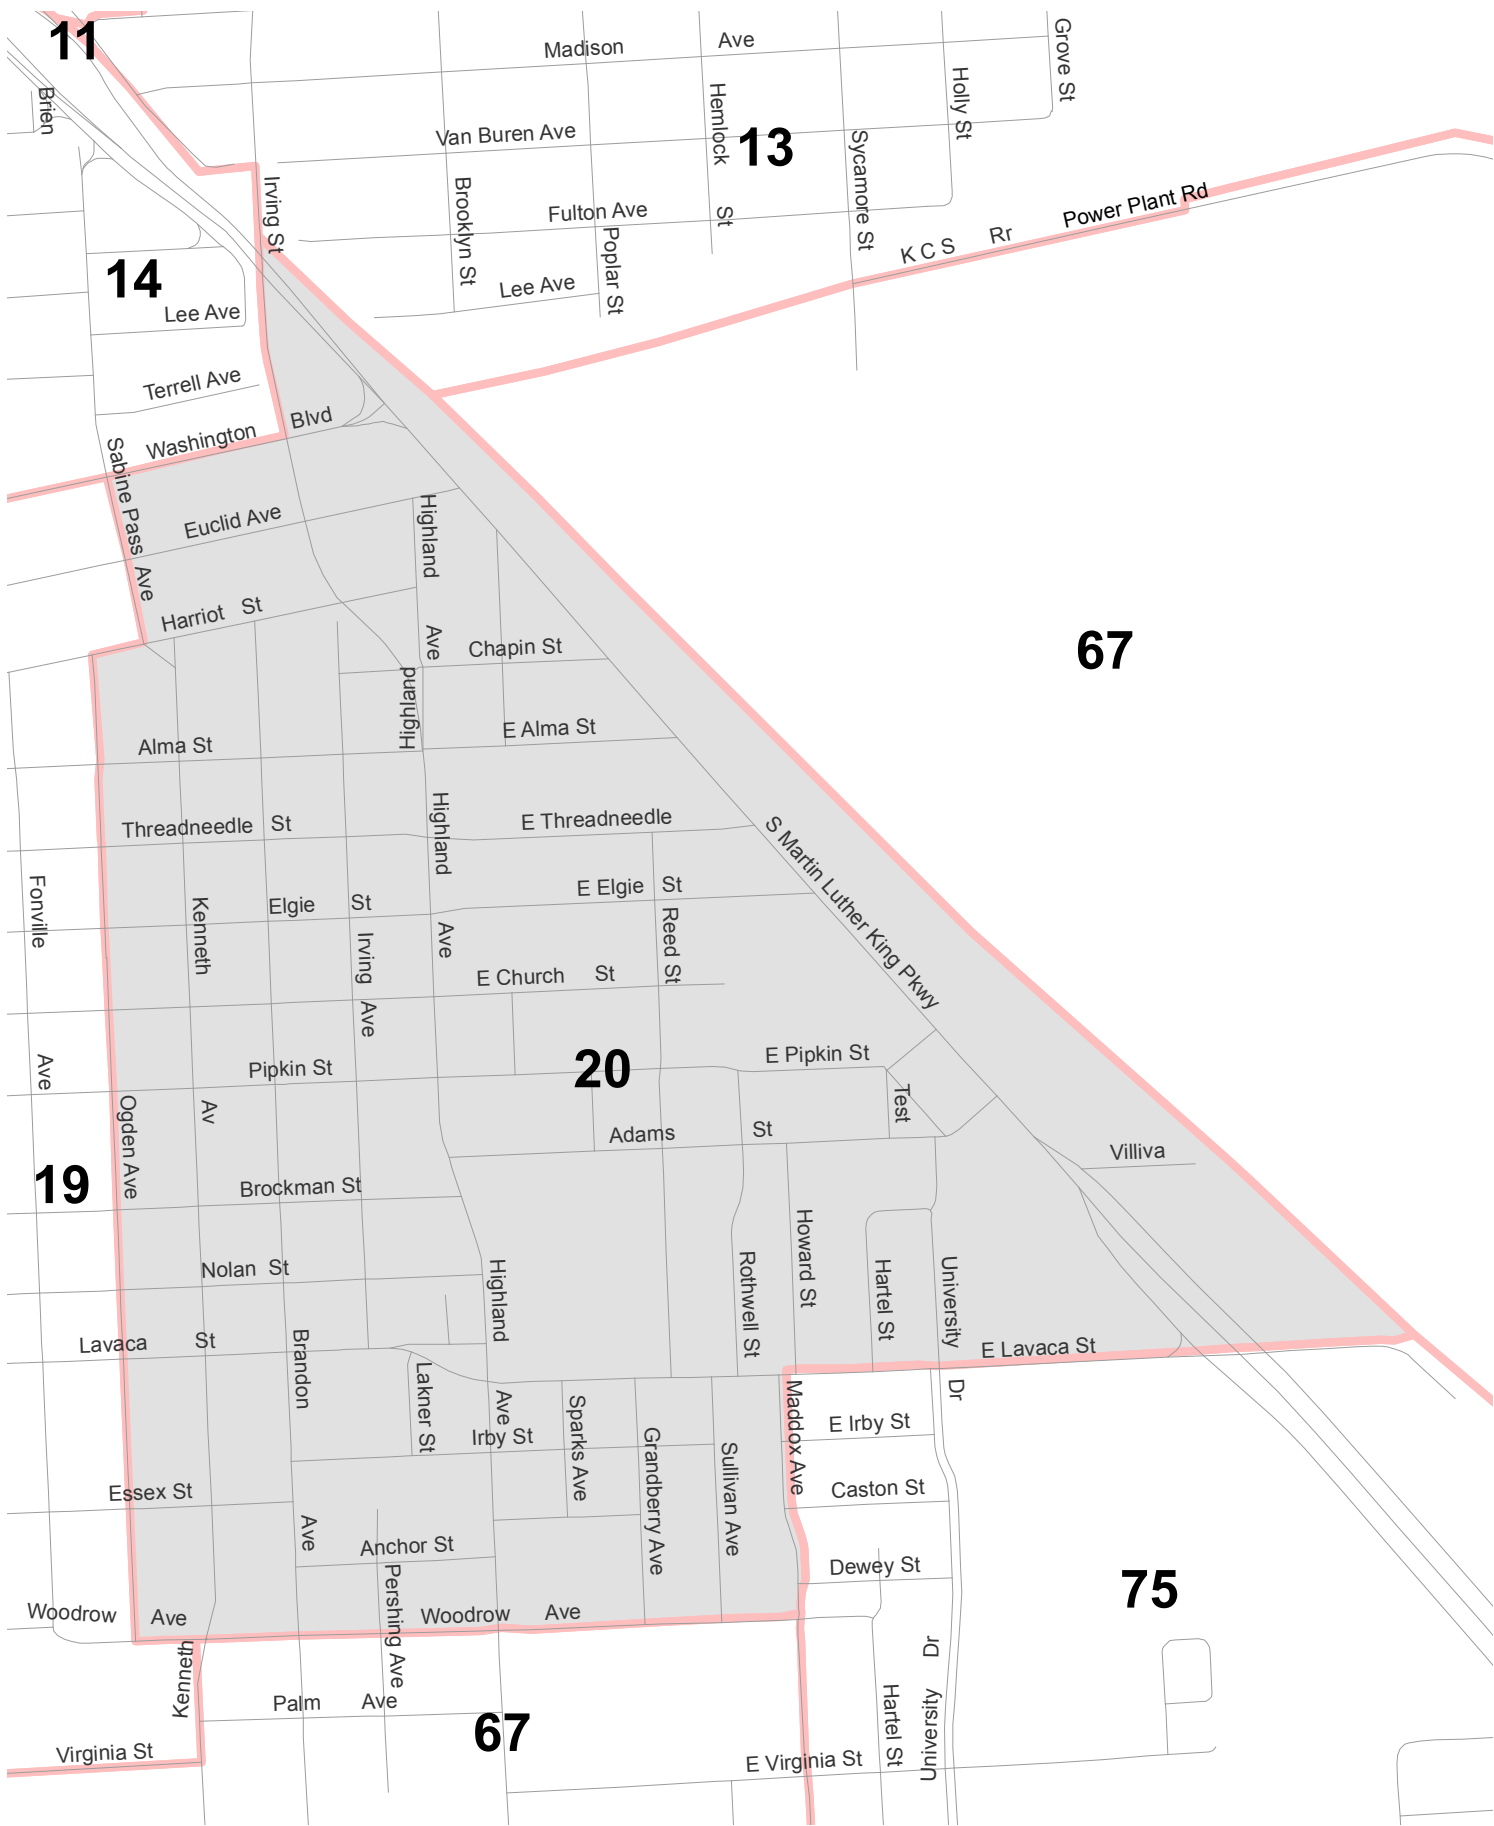 11
Madison Ave
Grove St
Brien
Hemlock St
Holly St
Van Buren Ave
13
Sycamore St
Irving St
Brooklyn St
Fulton Ave
Poplar St
Power Plant Rd
K C S Rr
14
Lee Ave
Lee Ave
Terrell Ave
Washington Blvd
Sabine Pass Ave
Euclid Ave
Highland Ave
Harriot St
Chapin St
67
Highland
Alma St
E Alma St
Threadneedle St
Highland Ave
E Threadneedle
S Martin Luther King Pkwy
Fonville Ave
Kenneth Av
Elgie St
E Elgie St
Irving Ave
Reed St
E Church St
Pipkin St
20
E Pipkin St
Test
Ogden Ave
Adams St
Villiva
19
Brockman St
Howard St
Nolan St
Highland Ave
Rothwell St
Hartel St
University Dr
Lavaca St
Brandon Ave
E Lavaca St
Lakner St
Sparks Ave
Maddox Ave
Irby St
E Irby St
Grandberry Ave
Sullivan Ave
Essex St
Caston St
Anchor St
Pershing Ave
Dewey St
75
Woodrow Ave
Woodrow Ave
Kenneth
University Dr
Palm Ave
67
Hartel St
Virginia St
E Virginia St